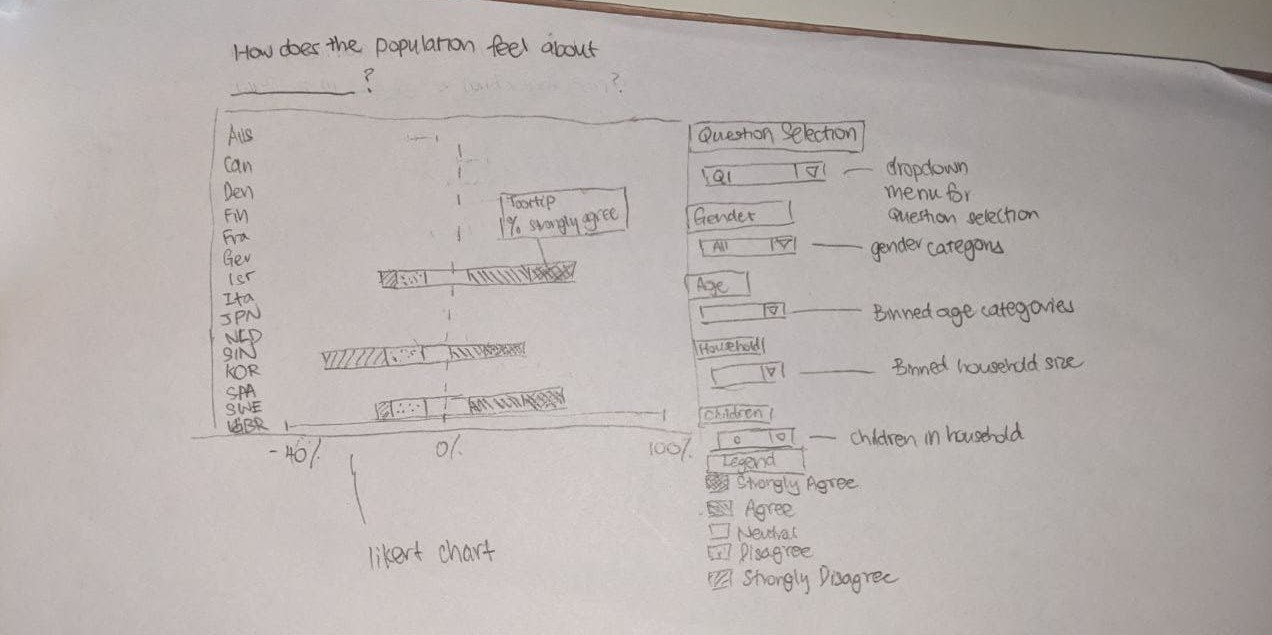 How does the population feel about
________ ?
Aus
Can
Den
Fin
Fra
Ger
Isr
Ita
JPN
NLD
SIN
KOR
SPA
SWE
GBR
-40%
0%
100%
Tooltip
% strongly agree
likert chart
Question Selection
Q1
dropdown
menu for
question selection
Gender
All
gender categories
Age
Binned age categories
Household
Binned household size
Children
0
children in household
Legend
Strongly Agree
Agree
Neutral
Disagree
Strongly Disagree